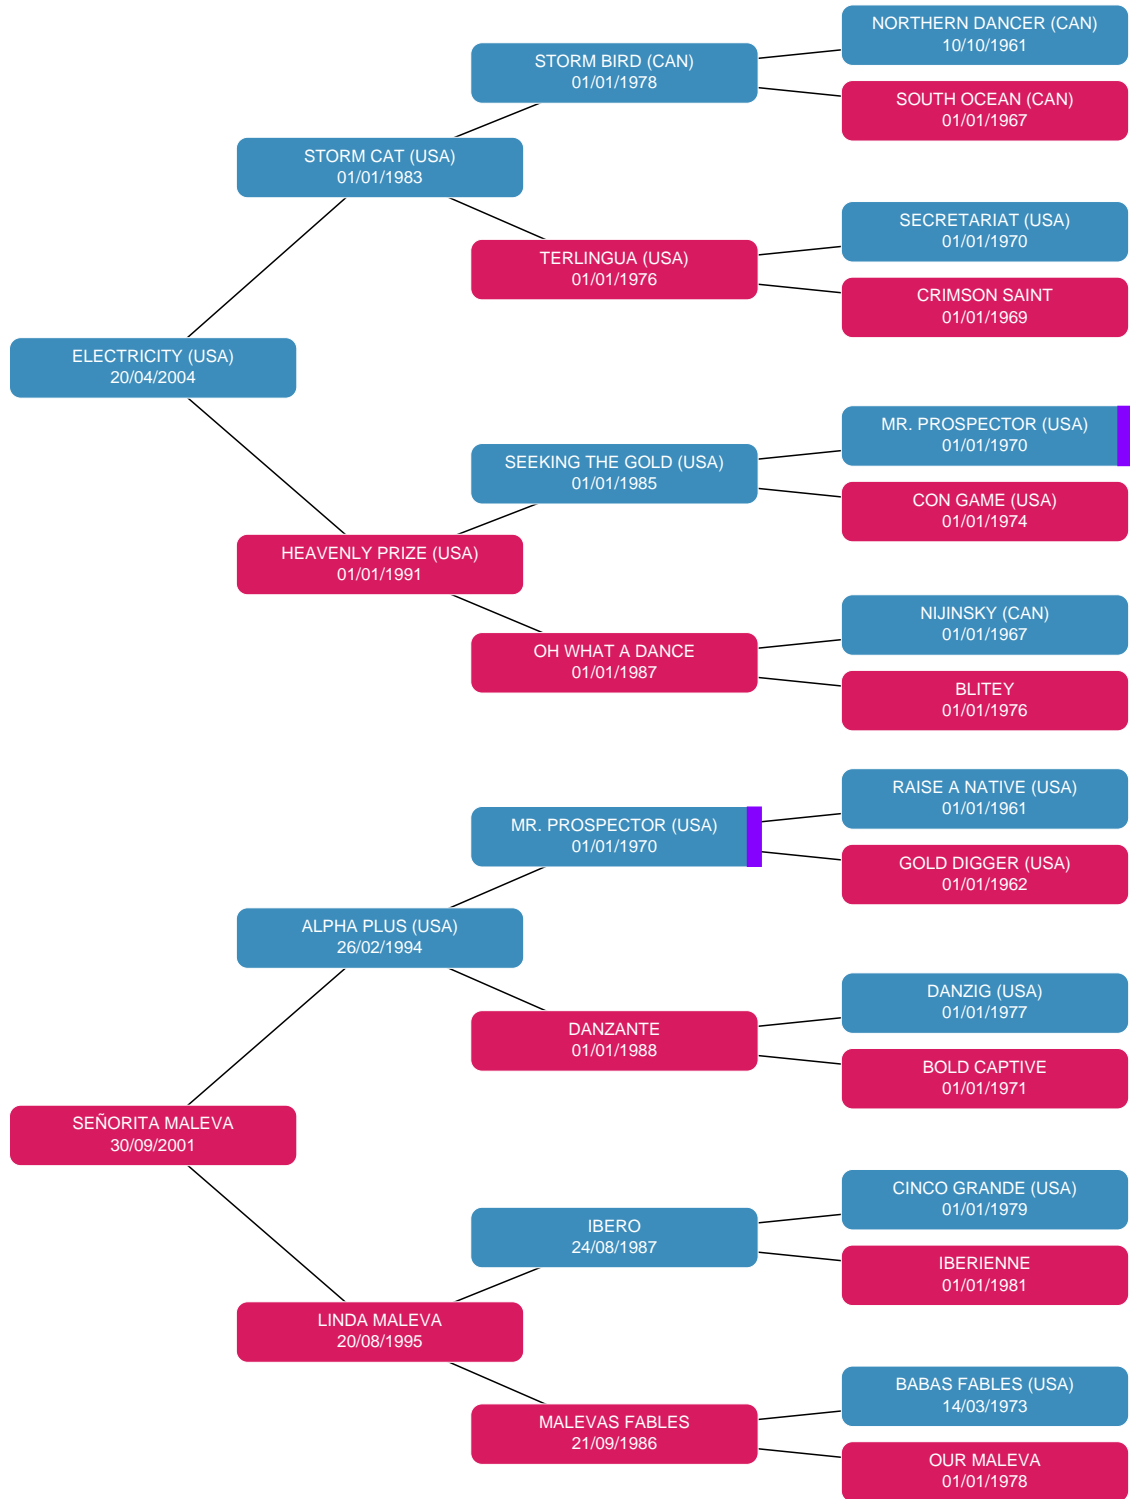 NORTHERN DANCER (CAN)
10/10/1961
STORM BIRD (CAN)
01/01/1978
SOUTH OCEAN (CAN)
01/01/1967
STORM CAT (USA)
01/01/1983
SECRETARIAT (USA)
01/01/1970
TERLINGUA (USA)
01/01/1976
CRIMSON SAINT
01/01/1969
ELECTRICITY (USA)
20/04/2004
MR. PROSPECTOR (USA)
01/01/1970
SEEKING THE GOLD (USA)
01/01/1985
CON GAME (USA)
01/01/1974
HEAVENLY PRIZE (USA)
01/01/1991
NIJINSKY (CAN)
01/01/1967
OH WHAT A DANCE
01/01/1987
BLITEY
01/01/1976
RAISE A NATIVE (USA)
01/01/1961
MR. PROSPECTOR (USA)
01/01/1970
GOLD DIGGER (USA)
01/01/1962
ALPHA PLUS (USA)
26/02/1994
DANZIG (USA)
01/01/1977
DANZANTE
01/01/1988
BOLD CAPTIVE
01/01/1971
SEÑORITA MALEVA
30/09/2001
CINCO GRANDE (USA)
01/01/1979
IBERO
24/08/1987
IBERIENNE
01/01/1981
LINDA MALEVA
20/08/1995
BABAS FABLES (USA)
14/03/1973
MALEVAS FABLES
21/09/1986
OUR MALEVA
01/01/1978